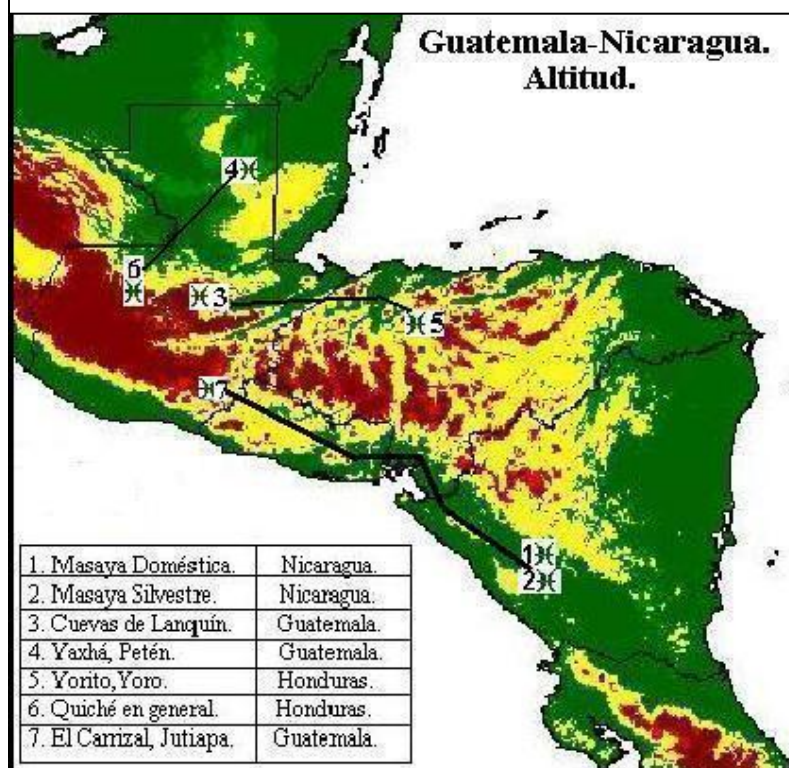 Guatemala-Nicaragua.
Altitud.
4
6
3
5
7
1
2
1. Masaya Doméstica. Nicaragua.
2. Masaya Silvestre. Nicaragua.
3. Cuevas de Lanquín. Guatemala.
4. Yaxhá, Petén. Guatemala.
5. Yorito,Yoro. Honduras.
6. Quiché en general. Honduras.
7. El Carrizal, Jutiapa. Guatemala.